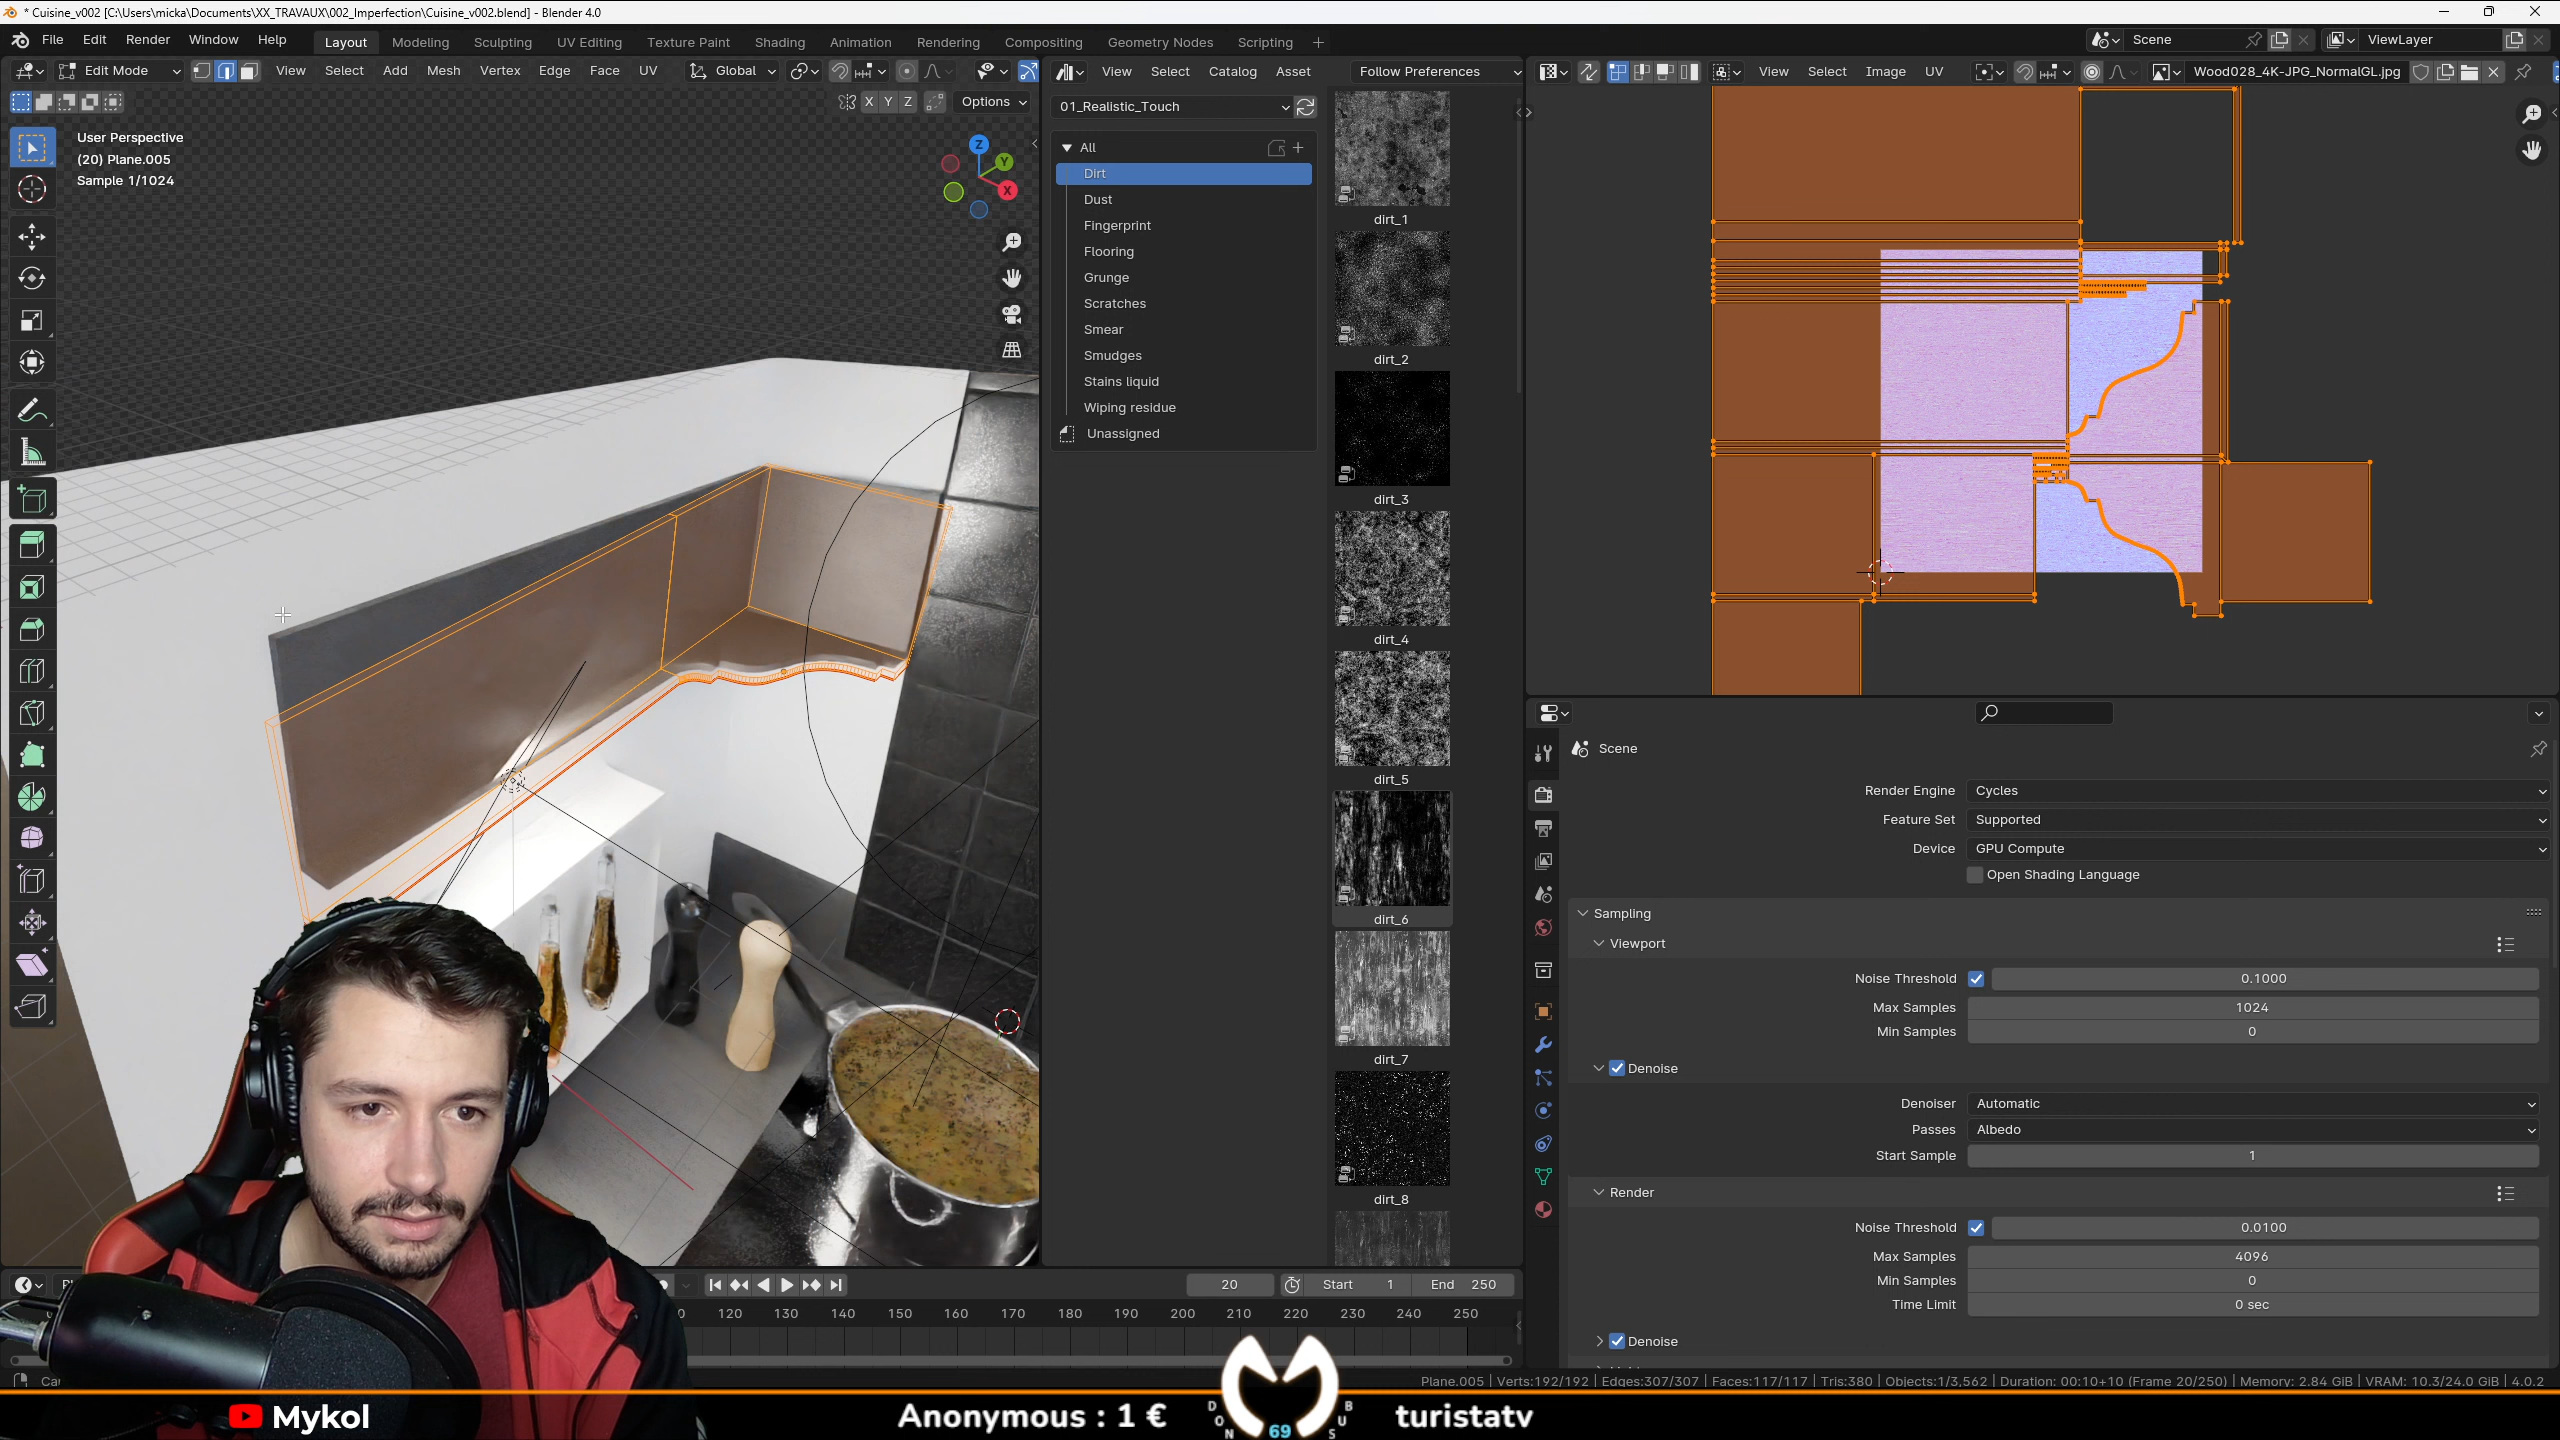 * Cuisine_v002 [C:\Users\micka\Documents\XX_TRAVAUX\002_Imperfection\Cuisine_v002.blend] - Blender 4.0
File Edit Render Window Help
Layout Modeling Sculpting UV Editing Texture Paint Shading Animation Rendering Compositing Geometry Nodes Scripting +
Scene
ViewLayer
Edit Mode View Select Add Mesh Vertex Edge Face UV Global
X Y Z Options
User Perspective
(20) Plane.005
Sample 1/1024
Z
Y
X
View Select Catalog Asset Follow Preferences
01_Realistic_Touch
All
Dirt
Dust
Fingerprint
Flooring
Grunge
Scratches
Smear
Smudges
Stains liquid
Wiping residue
Unassigned
dirt_1
dirt_2
dirt_3
dirt_4
dirt_5
dirt_6
dirt_7
dirt_8
View Select Image UV Wood028_4K-JPG_NormalGL.jpg
Scene
Render Engine Cycles
Feature Set Supported
Device GPU Compute
Open Shading Language
Sampling
Viewport
Noise Threshold 0.1000
Max Samples 1024
Min Samples 0
Denoise
Denoiser Automatic
Passes Albedo
Start Sample 1
Render
Noise Threshold 0.0100
Max Samples 4096
Min Samples 0
Time Limit 0 sec
Denoise
20 Start 1 End 250
120 130 140 150 160 170 180 190 200 210 220 230 240 250
Plane.005 | Verts:192/192 | Edges:307/307 | Faces:117/117 | Tris:380 | Objects:1/3,562 | Duration: 00:10+10 (Frame 20/250) | Memory: 2.84 GiB | VRAM: 10.3/24.0 GiB | 4.0.2
Mykol
Anonymous : 1 €
DON
69
BUS
turistatv